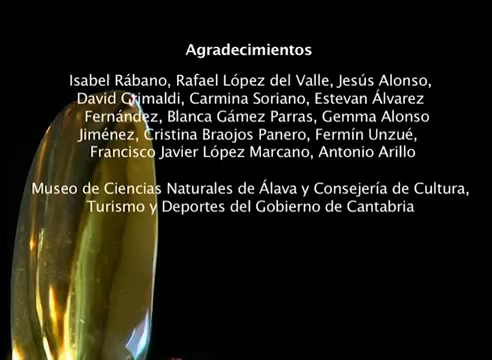 Agradecimientos
Isabel Rábano, Rafael López del Valle, Jesús Alonso,
David Grimaldi, Carmina Soriano, Estevan Álvarez
Fernández, Blanca Gámez Parras, Gemma Alonso
Jiménez, Cristina Braojos Panero, Fermín Unzué,
Francisco Javier López Marcano, Antonio Arillo
Museo de Ciencias Naturales de Álava y Consejería de Cultura,
Turismo y Deportes del Gobierno de Cantabria